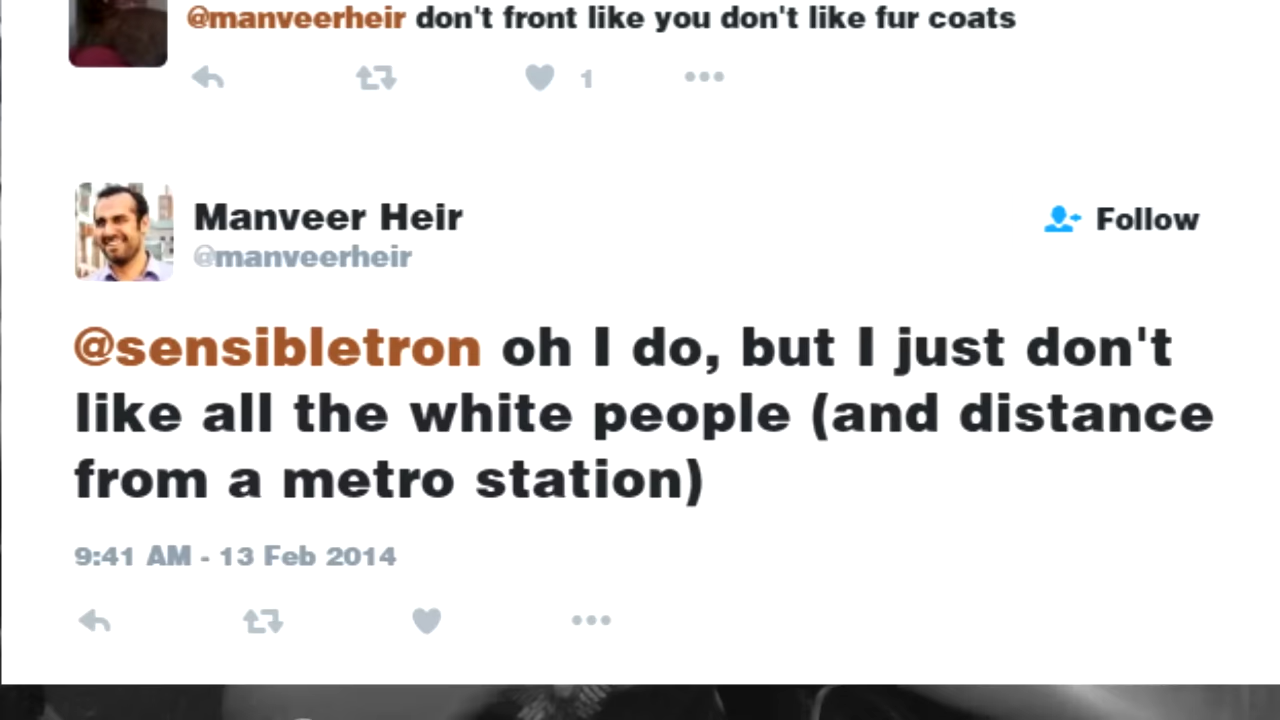 @manveerheir don't front like you don't like fur coats
1
Manveer Heir
Follow
@manveerheir
@sensibletron oh I do, but I just don't
like all the white people (and distance
from a metro station)
9:41 AM - 13 Feb 2014